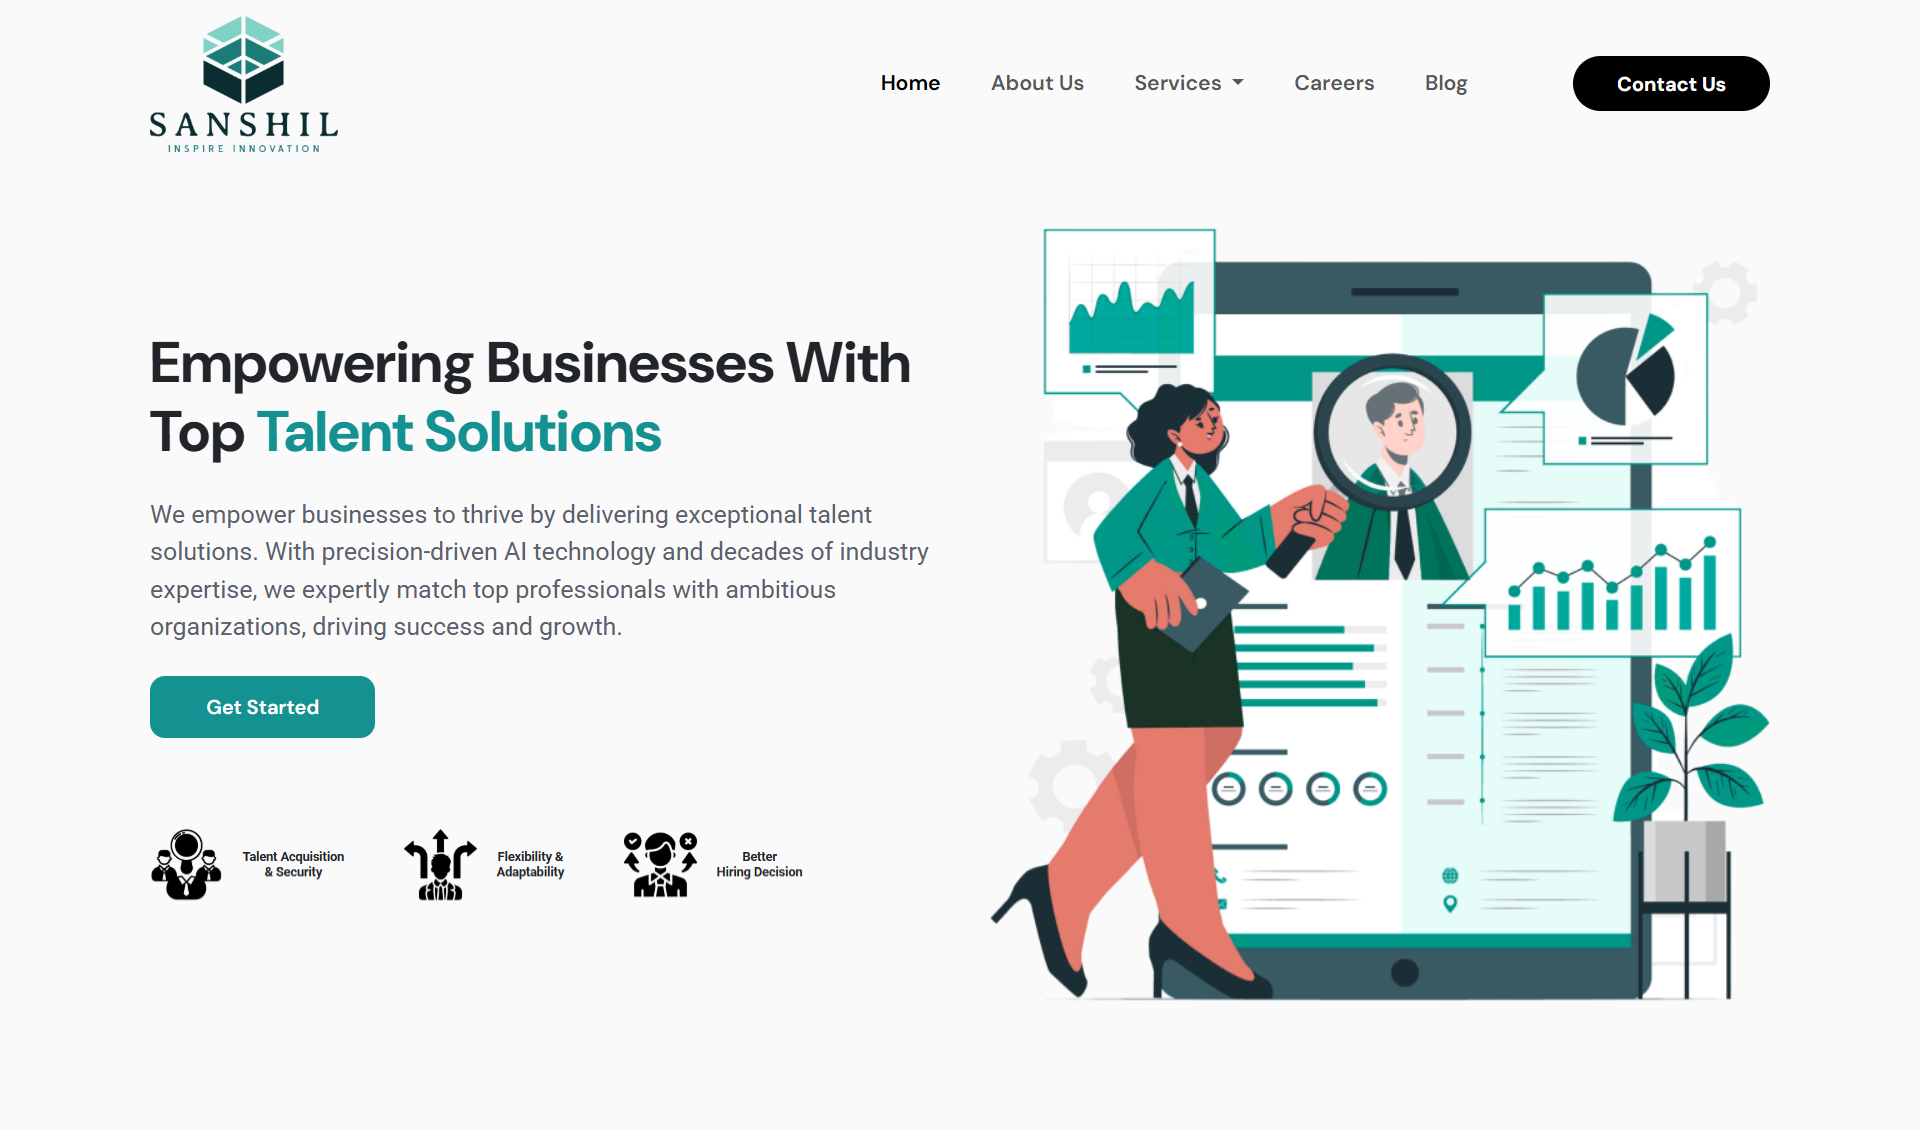 SANSHIL
INSPIRE INNOVATION
Home
About Us
Services
Careers
Blog
Contact Us
Empowering Businesses With
Top Talent Solutions
We empower businesses to thrive by delivering exceptional talent
solutions. With precision-driven AI technology and decades of industry
expertise, we expertly match top professionals with ambitious
organizations, driving success and growth.
Get Started
Talent Acquisition
& Security
Flexibility &
Adaptability
Better
Hiring Decision